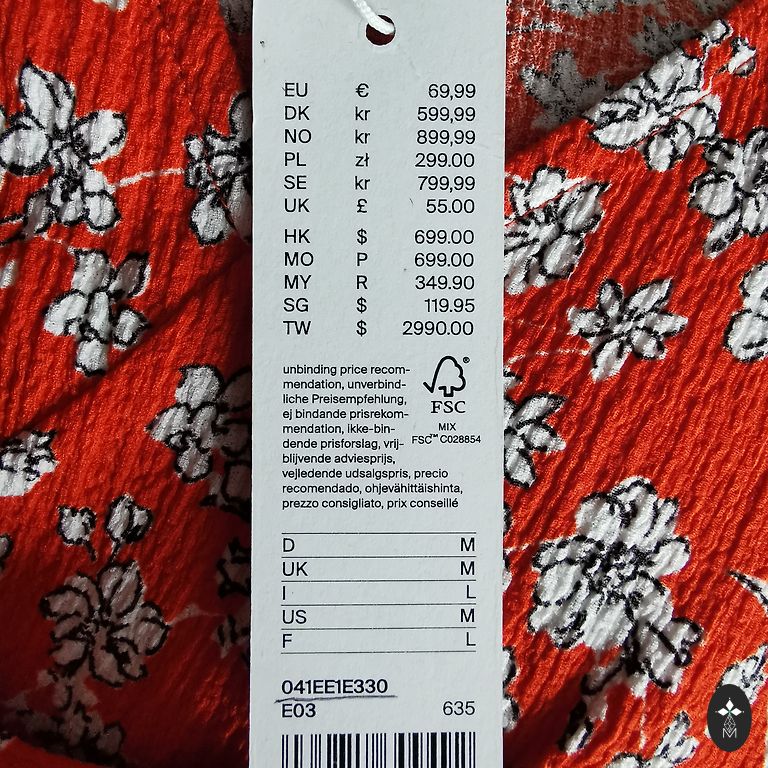 EU € 69,99
DK kr 599,99
NO kr 899,99
PL zł 299.00
SE kr 799,99
UK £ 55.00
HK $ 699.00
MO P 699.00
MY R 349.90
SG $ 119.95
TW $ 2990.00
unbinding price recom-
mendation, unverbind-
liche Preisempfehlung,
ej bindande prisrekom-
mendation, ikke-bin-
dende prisforslag, vrij-
blijvende adviesprijs,
vejledende udsalgspris, precio
recomendado, ohjevähittäishinta,
prezzo consigliato, prix conseillé
®
FSC
MIX
FSC™ C028854
D M
UK M
I L
US M
F L
041EE1E330
E03 635
M